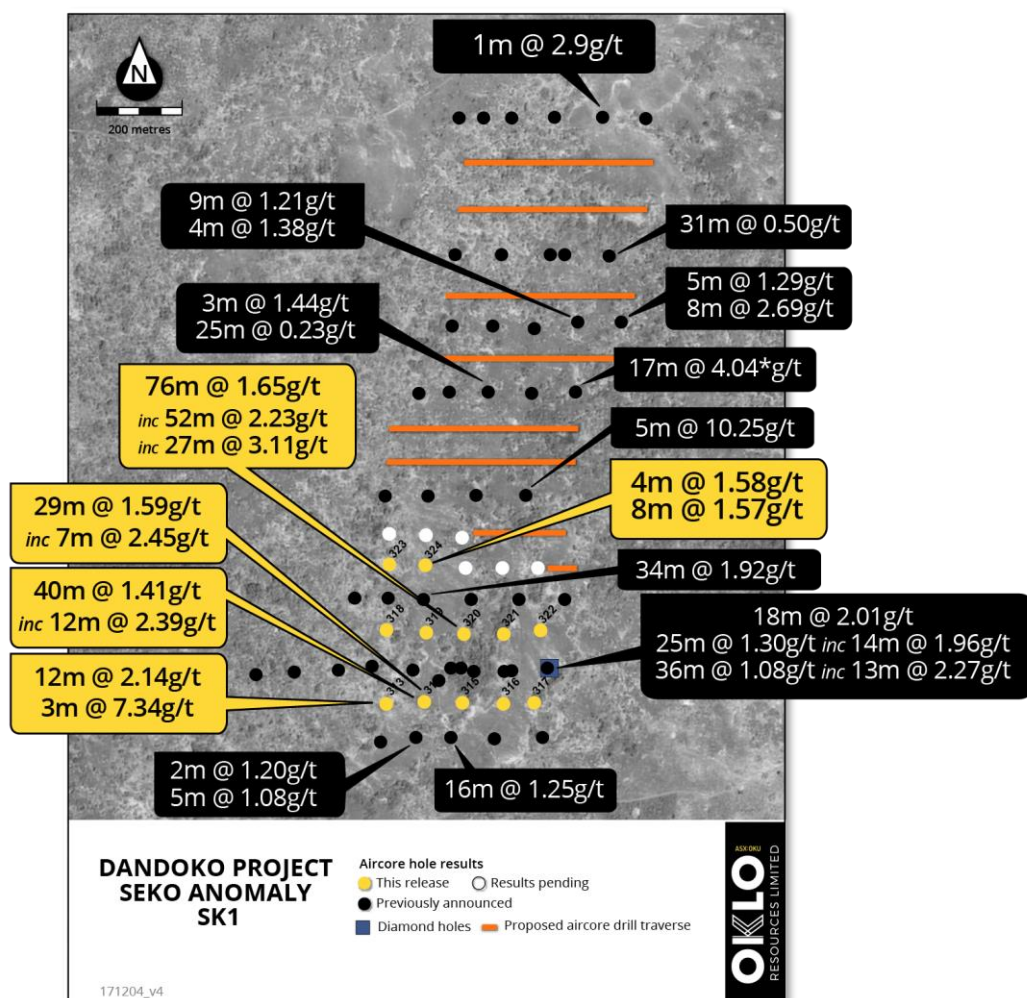 1m @ 2.9g/t
N
200 metres
9m @ 1.21g/t
4m @ 1.38g/t
31m @ 0.50g/t
5m @ 1.29g/t
8m @ 2.69g/t
3m @ 1.44g/t
25m @ 0.23g/t
17m @ 4.04*g/t
76m @ 1.65g/t
inc 52m @ 2.23g/t
inc 27m @ 3.11g/t
5m @ 10.25g/t
4m @ 1.58g/t
8m @ 1.57g/t
29m @ 1.59g/t
inc 7m @ 2.45g/t
323
324
34m @ 1.92g/t
40m @ 1.41g/t
inc 12m @ 2.39g/t
318
319
320
321
322
18m @ 2.01g/t
25m @ 1.30g/t inc 14m @ 1.96g/t
36m @ 1.08g/t inc 13m @ 2.27g/t
12m @ 2.14g/t
3m @ 7.34g/t
313
315
316
317
2m @ 1.20g/t
5m @ 1.08g/t
16m @ 1.25g/t
DANDOKO PROJECT
SEKO ANOMALY
SK1
Aircore hole results
This release
Results pending
Previously announced
Diamond holes
Proposed aircore drill traverse
ASX:OKU
OKLO
RESOURCES LIMITED
171204_v4